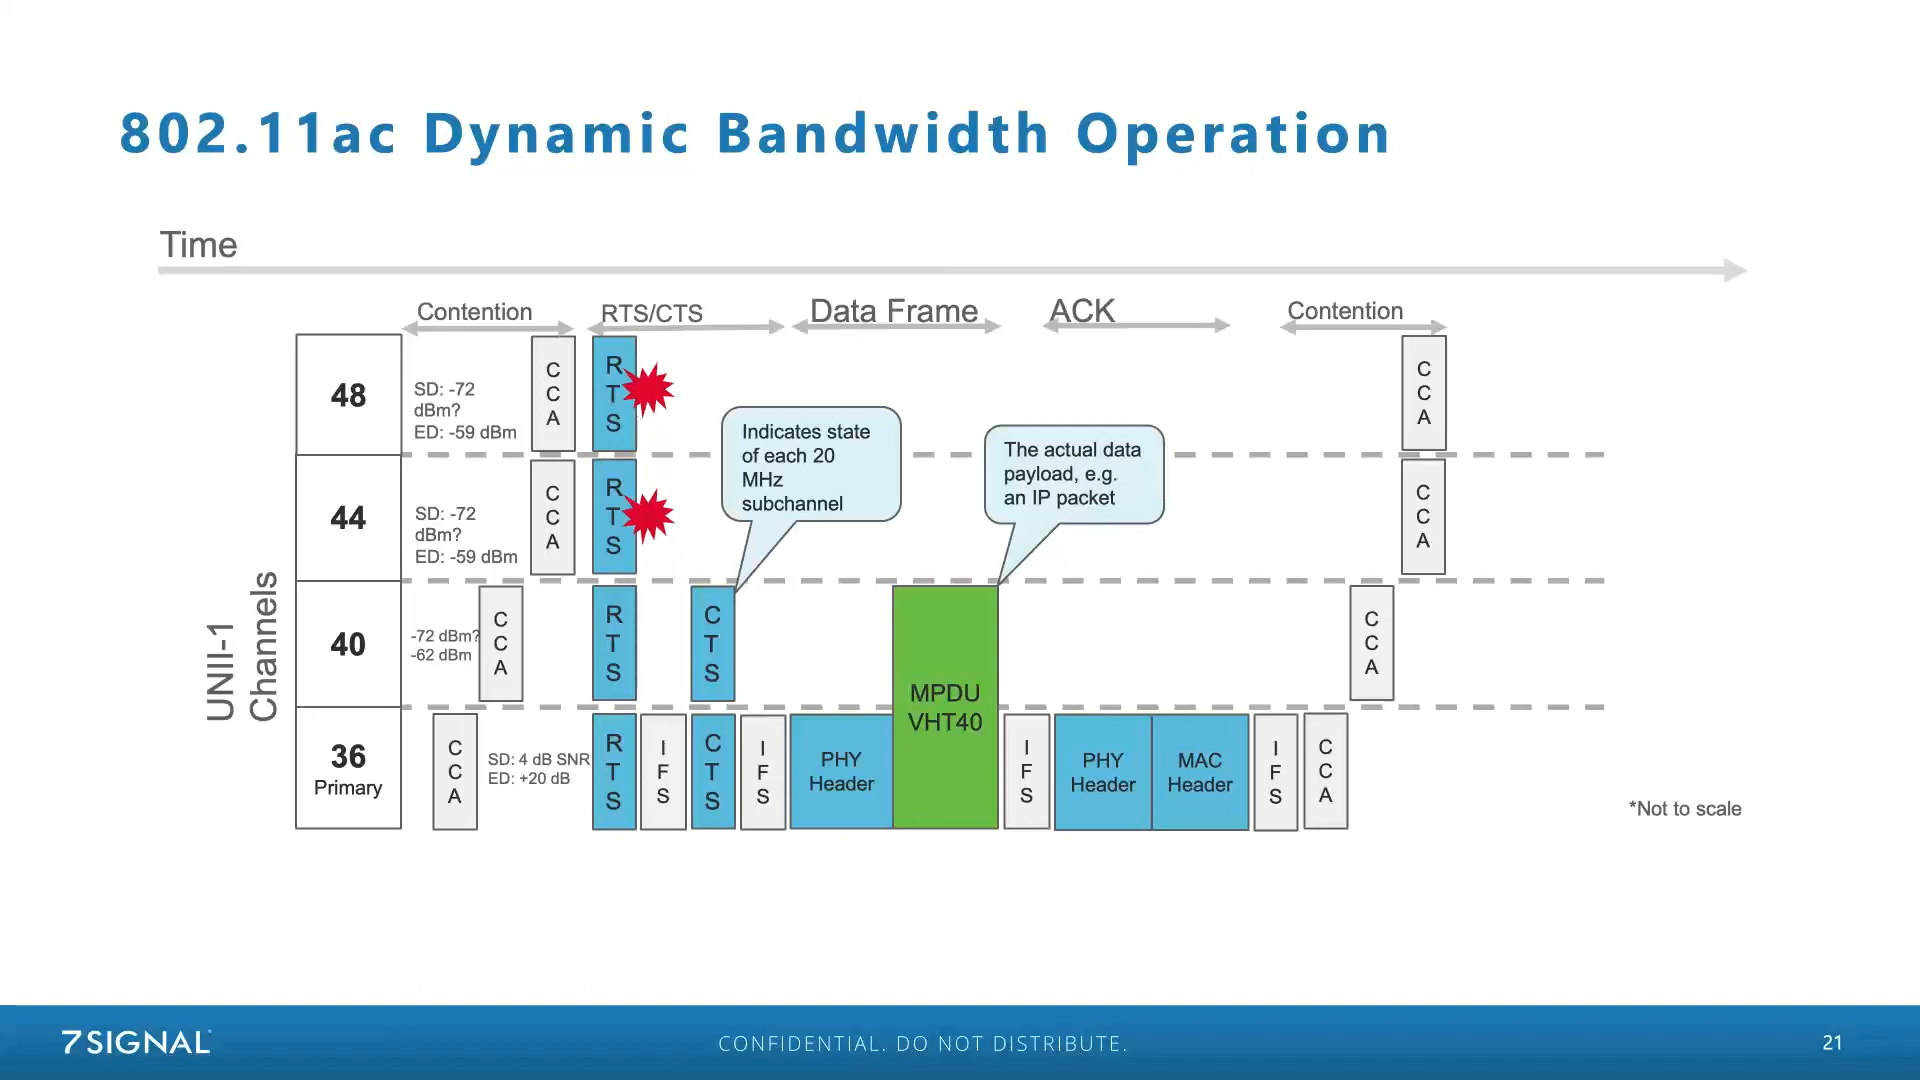 802.11ac Dynamic Bandwidth Operation
Time
Contention
RTS/CTS
Data Frame
ACK
Contention
UNII-1
Channels
48
SD: -72
dBm?
ED: -59 dBm
C
C
A
R
T
S
C
C
A
44
SD: -72
dBm?
ED: -59 dBm
C
C
A
R
T
S
Indicates state
of each 20
MHz
subchannel
The actual data
payload, e.g.
an IP packet
C
C
A
40
-72 dBm?
-62 dBm
C
C
A
R
T
S
C
T
S
MPDU
VHT40
C
C
A
36
Primary
C
C
A
SD: 4 dB SNR
ED: +20 dB
R
T
S
I
F
S
C
T
S
I
F
S
PHY
Header
I
F
S
PHY
Header
MAC
Header
I
F
S
C
C
A
*Not to scale
7SIGNAL
CONFIDENTIAL. DO NOT DISTRIBUTE.
21